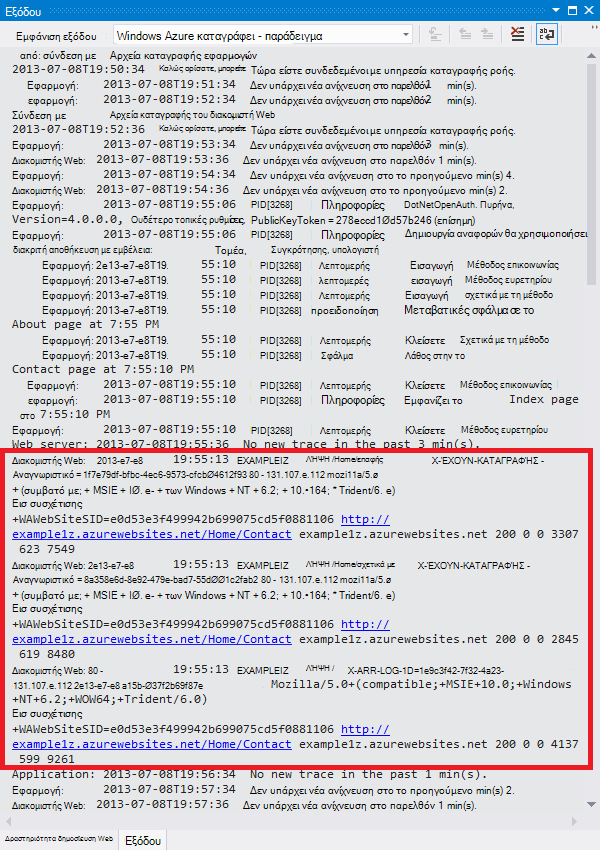 Εξόδου
Εμφάνιση εξόδου Windows Azure καταγράφει - παράδειγμα
από: σύνδεση με Αρχεία καταγραφής εφαρμογών
2013-07-08T19:50:34 Καλώς ορίσατε, μπορείτε Τώρα είστε συνδεδεμένοι με υπηρεσία καταγραφής ροής.
Εφαρμογή: 2013-07-08T19:51:34 Δεν υπάρχει νέα ανίχνευση στο παρελθόν 1 min(s).
εφαρμογή: 2013-07-08T19:52:34 Δεν υπάρχει νέα ανίχνευση στο παρελθόν 2 min(s).
Σύνδεση με Αρχεία καταγραφής του διακομιστή Web
2013-07-08T19:52:36 Καλώς ορίσατε, μπορείτε Τώρα είστε συνδεδεμένοι με υπηρεσία καταγραφής ροής.
Εφαρμογή: 2013-07-08T19:53:34 Δεν υπάρχει νέα ανίχνευση στο παρελθόν 3 min(s).
Διακομιστής Web: 2013-07-08T19:53:36 Δεν υπάρχει νέα ανίχνευση στο παρελθόν 1 min(s).
Εφαρμογή: 2013-07-08T19:54:34 Δεν υπάρχει νέα ανίχνευση στο το προηγούμενο min(s) 4.
Διακομιστής Web: 2013-07-08T19:54:36 Δεν υπάρχει νέα ανίχνευση στο το προηγούμενο min(s) 2.
Εφαρμογή: 2013-07-08T19:55:06 PID[3268] Πληροφορίες DotNetOpenAuth. Πυρήνα,
Version=4.0.0.0, Ουδέτερο τοπικές ρυθμίσεις, PublicKeyToken = 278eccd1Ød57b246 (επίσημη)
Εφαρμογή: 2013-07-08T19:55:06 PID[3268] Πληροφορίες Δημιουργία αναφορών θα χρησιμοποιήσει
διακριτή αποθήκευση με εμβέλεια: Τομέα, Συγκρότησης, υπολογιστή
Εφαρμογή: 2e13-e7-e8T19. 55:10 PID[3268] Λεπτομερής Εισαγωγή Μέθοδος επικοινωνίας
Εφαρμογή: 2013-e7-e8T19. 55:10 PID[3268] λεπτομερές εισαγωγή Μέθοδος ευρετηρίου
Εφαρμογή: 2013-e7-e8T19. 55:10 PID[3268] Λεπτομερής Εισαγωγή σχετικά με τη μέθοδο
Εφαρμογή: 2013-e7-e8T19. 55:10 PID[3268] προειδοποίηση Μεταβατικές σφάλμα σε το
About page at 7:55 PM
Εφαρμογή: 2013-e7-e8T19. 55:10 PID[3268] Λεπτομερής Κλείσετε Σχετικά με τη μέθοδο
Εφαρμογή: 2013-e7-e8T19. 55:10 PID[3268] Σφάλμα Λάθος στην το
Contact page at 7:55:10 PM
Εφαρμογή: 2013-07-08T19:55:10 PID[3268] Λεπτομερής Κλείσετε Μέθοδος επικοινωνίας
εφαρμογή: 2013-07-08T19:55:10 PID[3268] Πληροφορίες Εμφανίζει το Index page
στο 7:55:10 PM
Εφαρμογή: 2013-07-08T19:55:10 PID[3268] Λεπτομερής Κλείσετε Μέθοδος ευρετηρίου
Web server: 2013-07-08T19:55:36 No new trace in the past 3 min(s).
Διακομιστής Web: 2013-e7-e8 19:55:13 EXAMPLEIZ ΛΉΨΗ /Home/επαφής Χ-ΈΧΟΥΝ-ΚΑΤΑΓΡΑΦΉΣ -
Αναγνωριστικό = 1f7e79df-bfbc-4ec6-9573-cfcbØ4612f93 80 - 131.107.e.112 mozi11a/5.ø
+ (συμβατό με; + MSIE + IØ. e- + των Windows + NT + 6.2; + 10.•164; * Trident/6. e)
Εισ συσχέτισης
+WAWebSiteSID=e0d53e3f499942b699075cd5f0881106 http://
example1z.azurewebsites.net/Home/Contact example1z.azurewebsites.net 200 0 0 3307
623 7549
Διακομιστής Web: 2e13-e7-e8 19:55:13 EXAMPLEIZ ΛΉΨΗ /Home/σχετικά με Χ-ΈΧΟΥΝ-ΚΑΤΑΓΡΑΦΉΣ -
Αναγνωριστικό = 8a358e6d-8e92-479e-bad7-55dØØ1c2fab2 80 - 131.107.e.112 mozi11a/5.ø
+ (συμβατό με; + MSIE + IØ. e- + των Windows + NT + 6.2; + 10.•164; * Trident/6. e)
Εισ συσχέτισης
+WAWebSiteSID=e0d53e3f499942b699075cd5f0881106 http://
example1z.azurewebsites.net/Home/Contact example1z.azurewebsites.net 200 0 0 2845
619 8480
Διακομιστής Web: 80 - 19:55:13 EXAMPLEIZ ΛΉΨΗ / X-ARR-LOG-1D=1e9c3f42-7f32-4a23-
131.107.e.112 2e13-e7-e8 a15b-Ø37f2b69f87e Mozilla/5.0+(compatible;+MSIE+10.0;+Windows
+NT+6.2;+WOW64;+Trident/6.0)
Εισ συσχέτισης
+WAWebSiteSID=e0d53e3f499942b699075cd5f0881106 http://
example1z.azurewebsites.net/Home/Contact example1z.azurewebsites.net 200 0 0 4137
599 9261
Application: 2013-07-08T19:56:34 No new trace in the past 1 min(s).
Εφαρμογή: 2013-07-08T19:57:34 Δεν υπάρχει νέα ανίχνευση στο το προηγούμενο min(s) 2.
Διακομιστής Web: 2013-07-08T19:57:36 Δεν υπάρχει νέα ανίχνευση στο παρελθόν 1 min(s).
Δραστηριότητα δημοσίευση Web Εξόδου